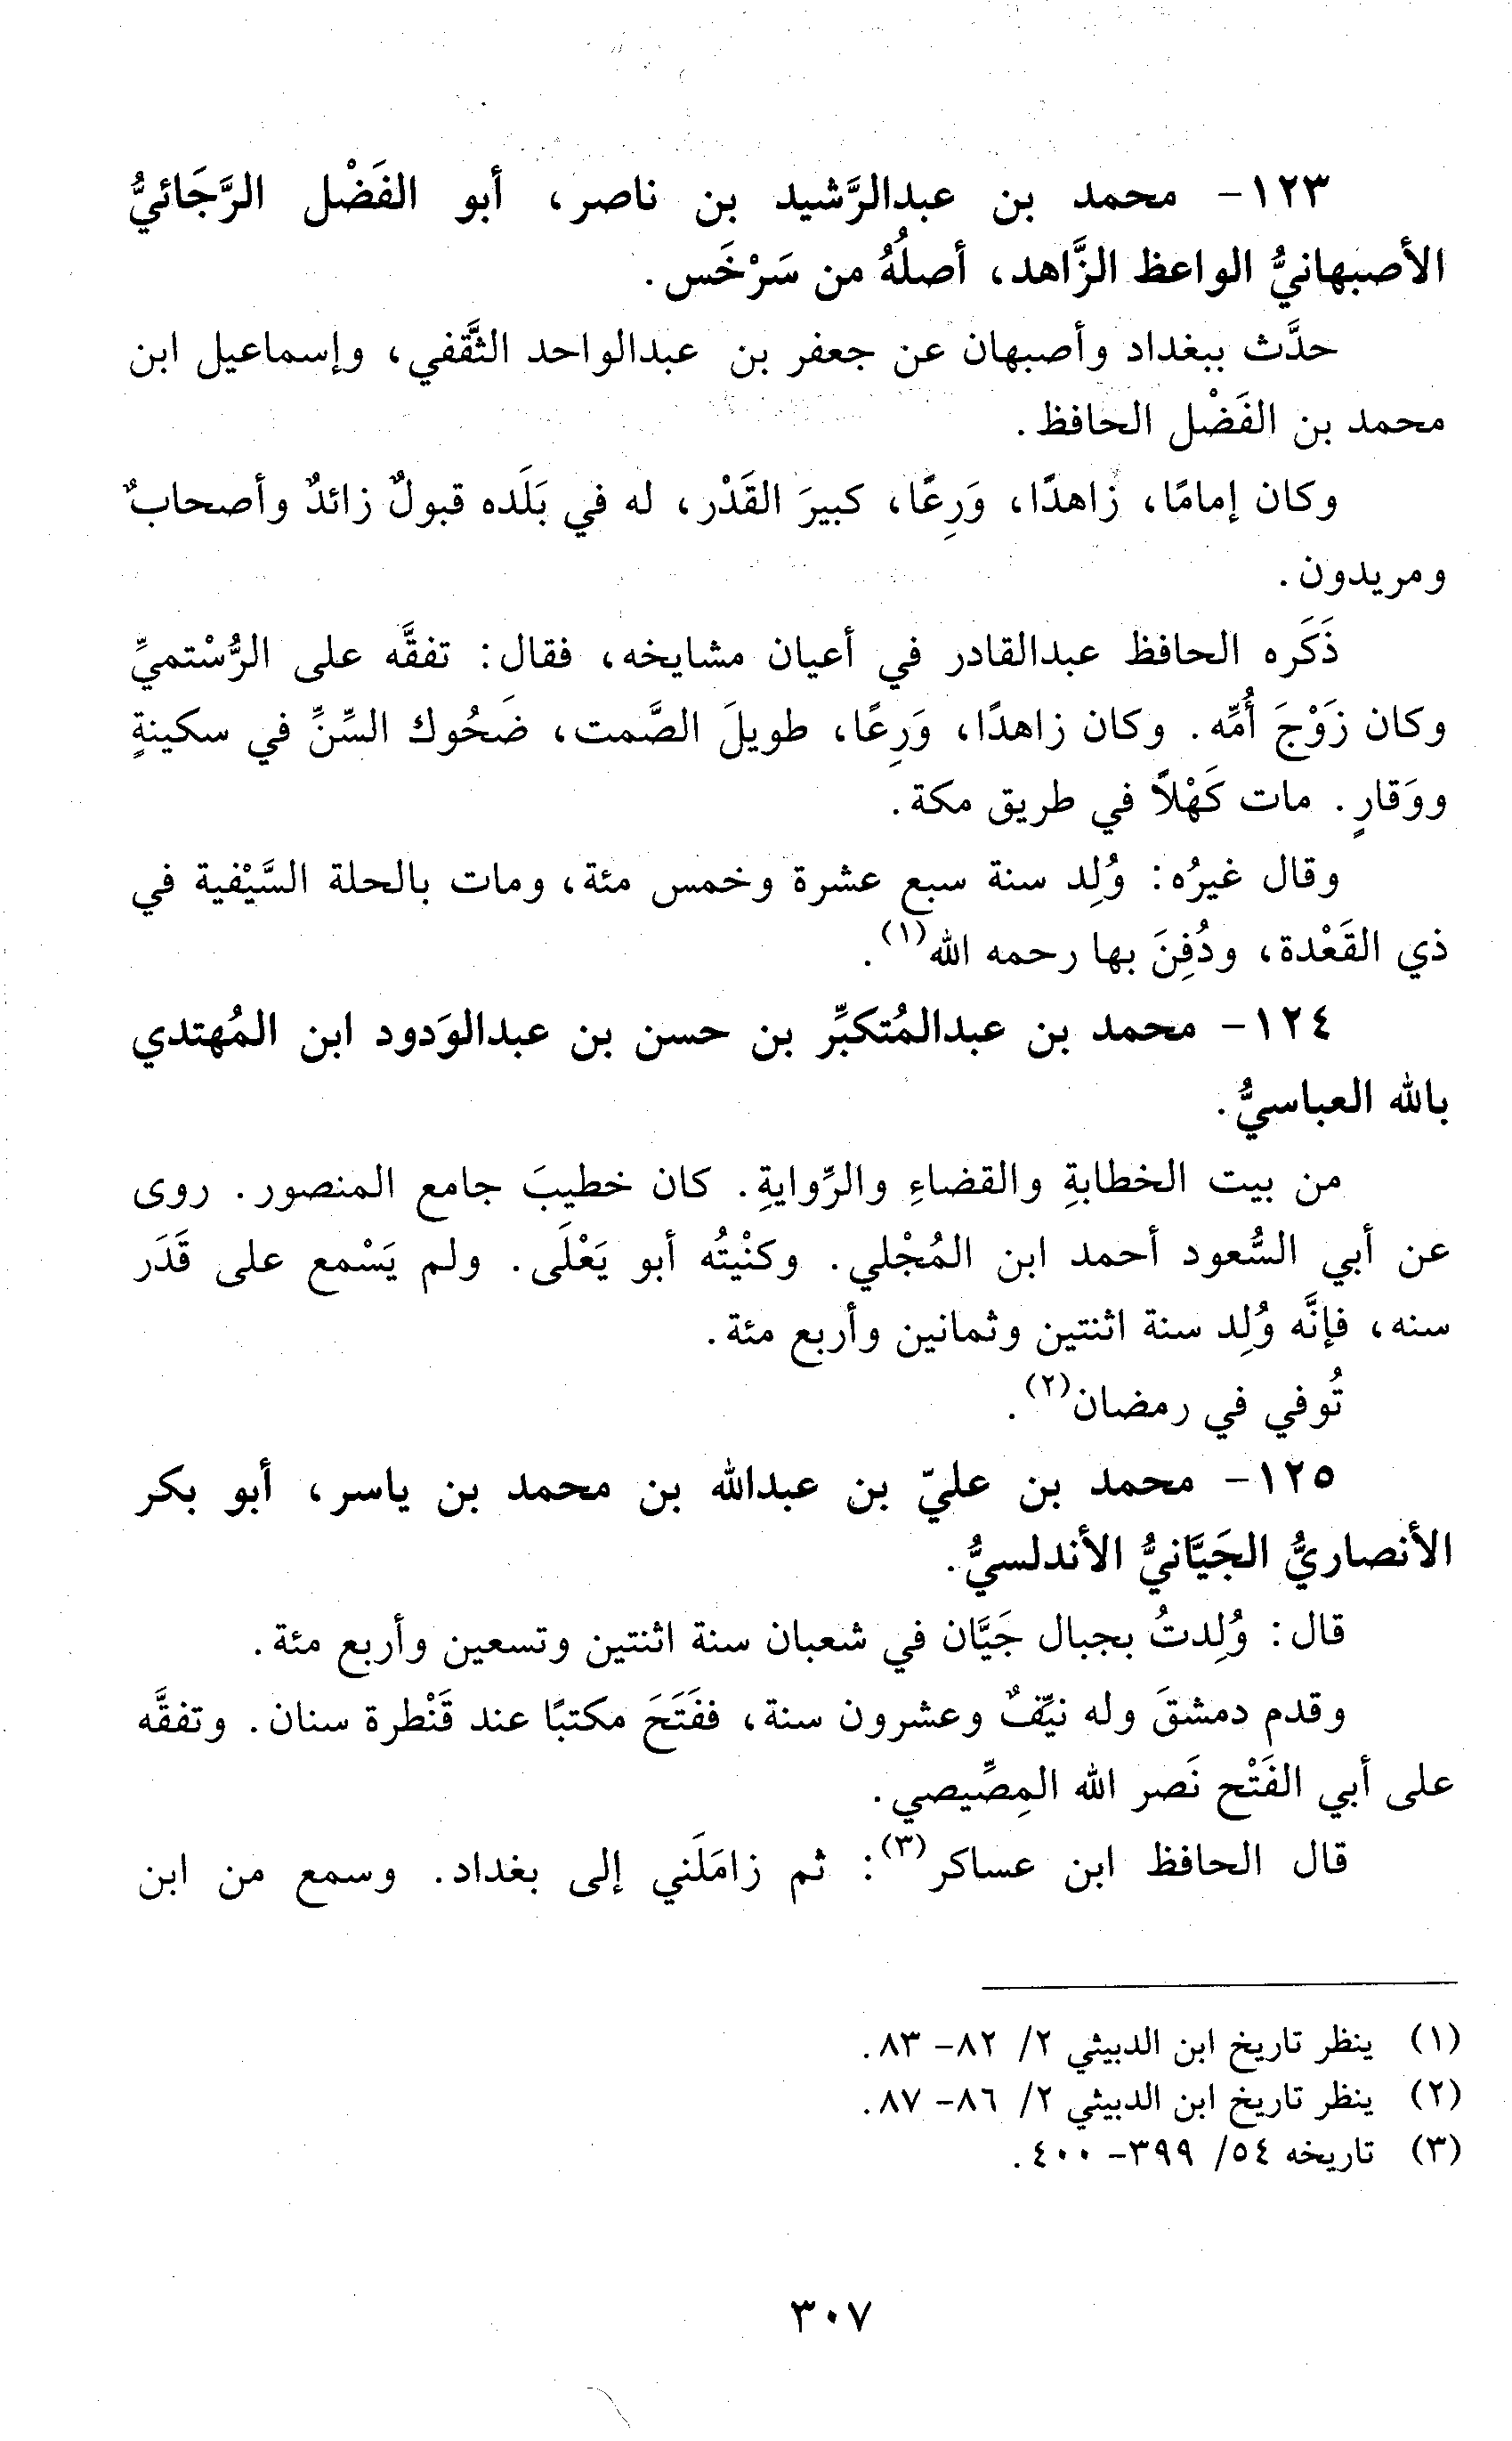 ١٢٣- محمد بن عبدالرَّشيد بن ناصر، أبو الفَضْل الرَّجَائيُّ
الأصبهانيُّ الواعظ الزَّاهد، أصلُهُ من سَرْخَس.
حدَّث ببغداد وأصبهان عن جعفر بن عبدالواحد الثَّقفي، وإسماعيل ابن
محمد بن الفَضْل الحافظ.
وكان إمامًا، زاهدًا، وَرِعًا، كبيرَ القَدْر، له في بَلَده قبولٌ زائدٌ وأصحابٌ
ومريدون.
ذَكَره الحافظ عبدالقادر في أعيان مشايخه، فقال: تفقَّه على الرُّسْتميِّ
وكان زَوْجَ أُمِّه. وكان زاهدًا، وَرِعًا، طويلَ الصَّمت، ضَحُوك السِّنِّ في سكينةٍ
ووَقارٍ. مات كَهْلاً في طريق مكة.
وقال غيرُه: وُلِد سنة سبع عشرة وخمس مئة، ومات بالحلة السَّيْفية في
ذي القَعْدة، ودُفِنَ بها رحمه الله(١).
١٢٤- محمد بن عبدالمُتكبِّر بن حسن بن عبدالوَدود ابن المُهتدي
بالله العباسيُّ.
من بيت الخطابةِ والقضاءِ والرِّوايةِ. كان خطيبَ جامع المنصور. روى
عن أبي السُّعود أحمد ابن المُجْلي. وكنْيتُه أبو يَعْلَى. ولم يَسْمع على قَدَر
سنه، فإنَّه وُلِد سنة اثنتين وثمانين وأربع مئة.
تُوفي في رمضان(٢).
١٢٥- محمد بن عليّ بن عبدالله بن محمد بن ياسر، أبو بكر
الأنصاريُّ الجَيَّانيُّ الأندلسيُّ.
قال: وُلِدتُ بجبال جَيَّان في شعبان سنة اثنتين وتسعين وأربع مئة.
وقدم دمشقَ وله نيِّفٌ وعشرون سنة، ففَتَحَ مكتبًا عند قَنْطرة سنان. وتفقَّه
على أبي الفَتْح نَصر الله المِصِّيصي.
قال الحافظ ابن عساكر(٣): ثم زامَلَني إلى بغداد. وسمع من ابن
(١) ينظر تاريخ ابن الدبيثي ٢/ ٨٢- ٨٣.
(٢) ينظر تاريخ ابن الدبيثي ٢/ ٨٦- ٨٧.
(٣) تاريخه ٥٤/ ٣٩٩- ٤٠٠.
٣٠٧